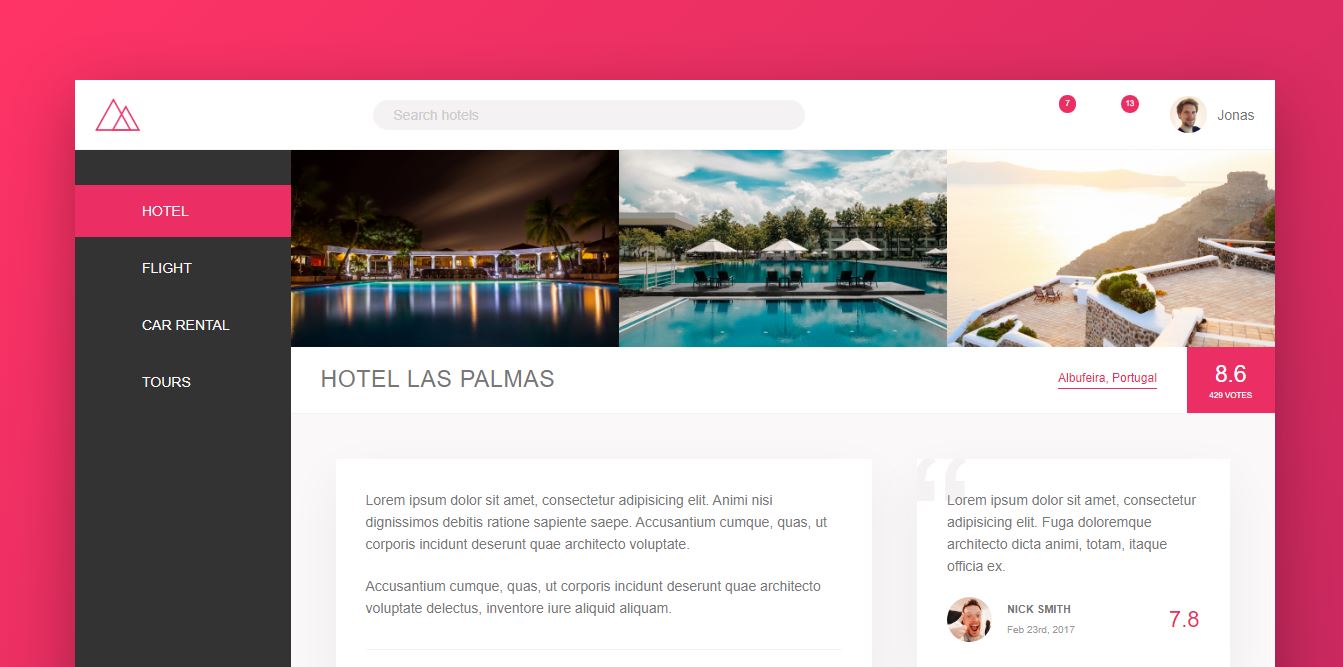 Search hotels
7
13
Jonas
HOTEL
FLIGHT
CAR RENTAL
TOURS
HOTEL LAS PALMAS
Albufeira, Portugal
8.6
429 VOTES
Lorem ipsum dolor sit amet, consectetur adipisicing elit. Animi nisi
dignissimos debitis ratione sapiente saepe. Accusantium cumque, quas, ut
corporis incidunt deserunt quae architecto voluptate.
Accusantium cumque, quas, ut corporis incidunt deserunt quae architecto
voluptate delectus, inventore iure aliquid aliquam.
“
Lorem ipsum dolor sit amet, consectetur
adipisicing elit. Fuga doloremque
architecto dicta animi, totam, itaque
officia ex.
NICK SMITH
Feb 23rd, 2017
7.8